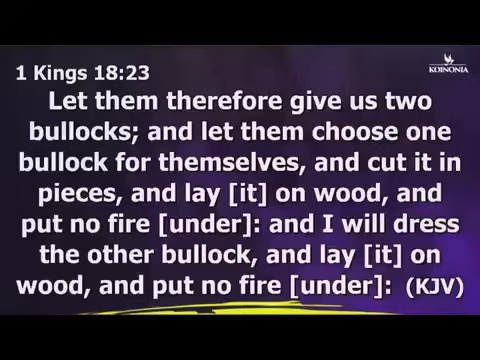 KOINONIA
1 Kings 18:23
Let them therefore give us two
bullocks; and let them choose one
bullock for themselves, and cut it in
pieces, and lay [it] on wood, and
put no fire [under]: and I will dress
the other bullock, and lay [it] on
wood, and put no fire [under]: (KJV)